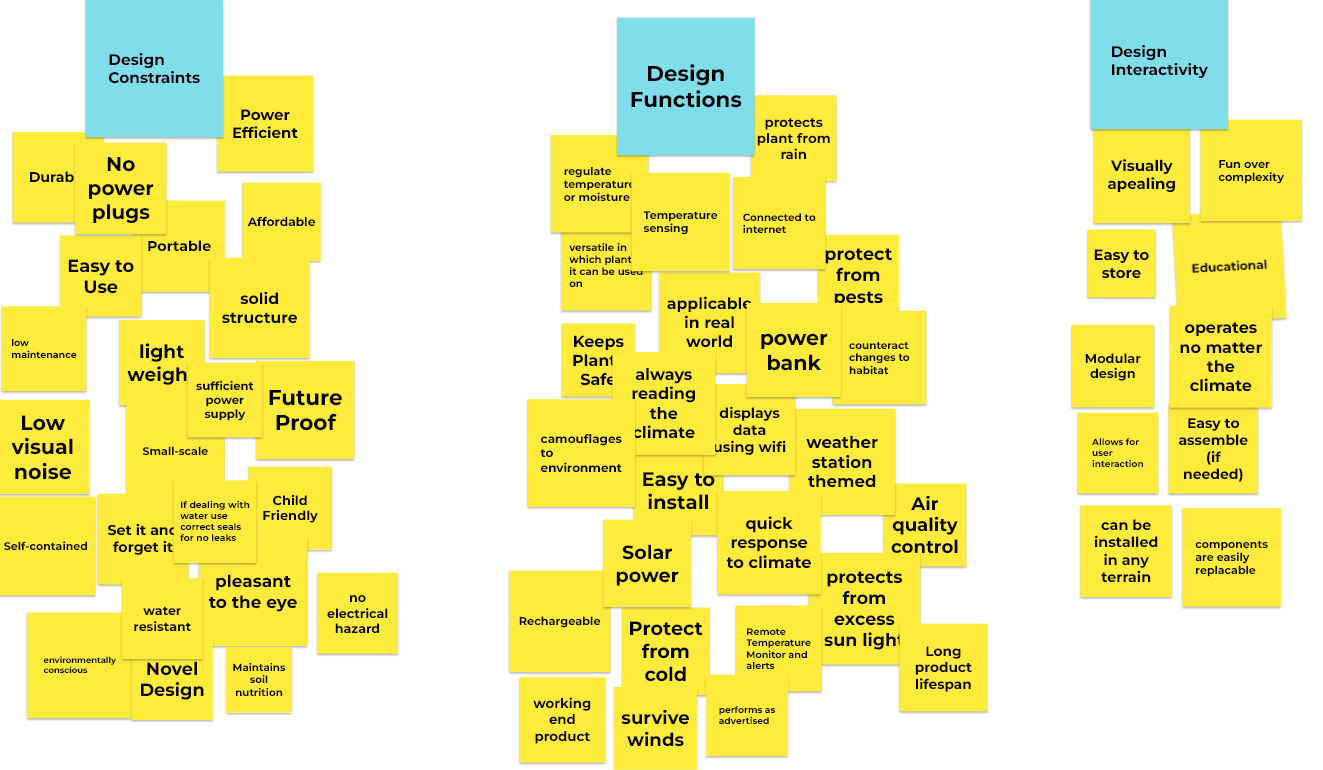 Design
Constraints
Power
Efficient
Durab
No
power
plugs
Portable
Affordable
Easy to
Use
solid
structure
low
maintenance
light
weigh
sufficient
power
supply
Future
Proof
Low
visual
noise
Small-scale
If dealing with
water use
correct seals
for no leaks
Child
Friendly
Self-contained
Set it and
forget it
pleasant
to the eye
no
electrical
hazard
water
resistant
environmentally
conscious
Novel
Design
Maintains
soil
nutrition
Design
Functions
protects
plant from
rain
regulate
temperature
or moisture
Temperature
sensing
Connected to
internet
versatile in
which plant
it can be used
on
protect
from
pests
applicable
in real
world
power
bank
counteract
changes to
habitat
Keeps
Plant
Safe
always
reading
the
climate
displays
data
using wifi
camouflages
to
environment
weather
station
themed
Easy to
install
Air
quality
control
quick
response
to climate
Solar
power
protects
from
excess
sun light
Rechargeable
Protect
from
cold
Remote
Temperature
Monitor and
alerts
Long
product
lifespan
working
end
product
survive
winds
performs as
advertised
Design
Interactivity
Visually
apealing
Fun over
complexity
Easy to
store
Educational
Modular
design
operates
no matter
the
climate
Allows for
user
interaction
Easy to
assemble
(if
needed)
can be
installed
in any
terrain
components
are easily
replacable